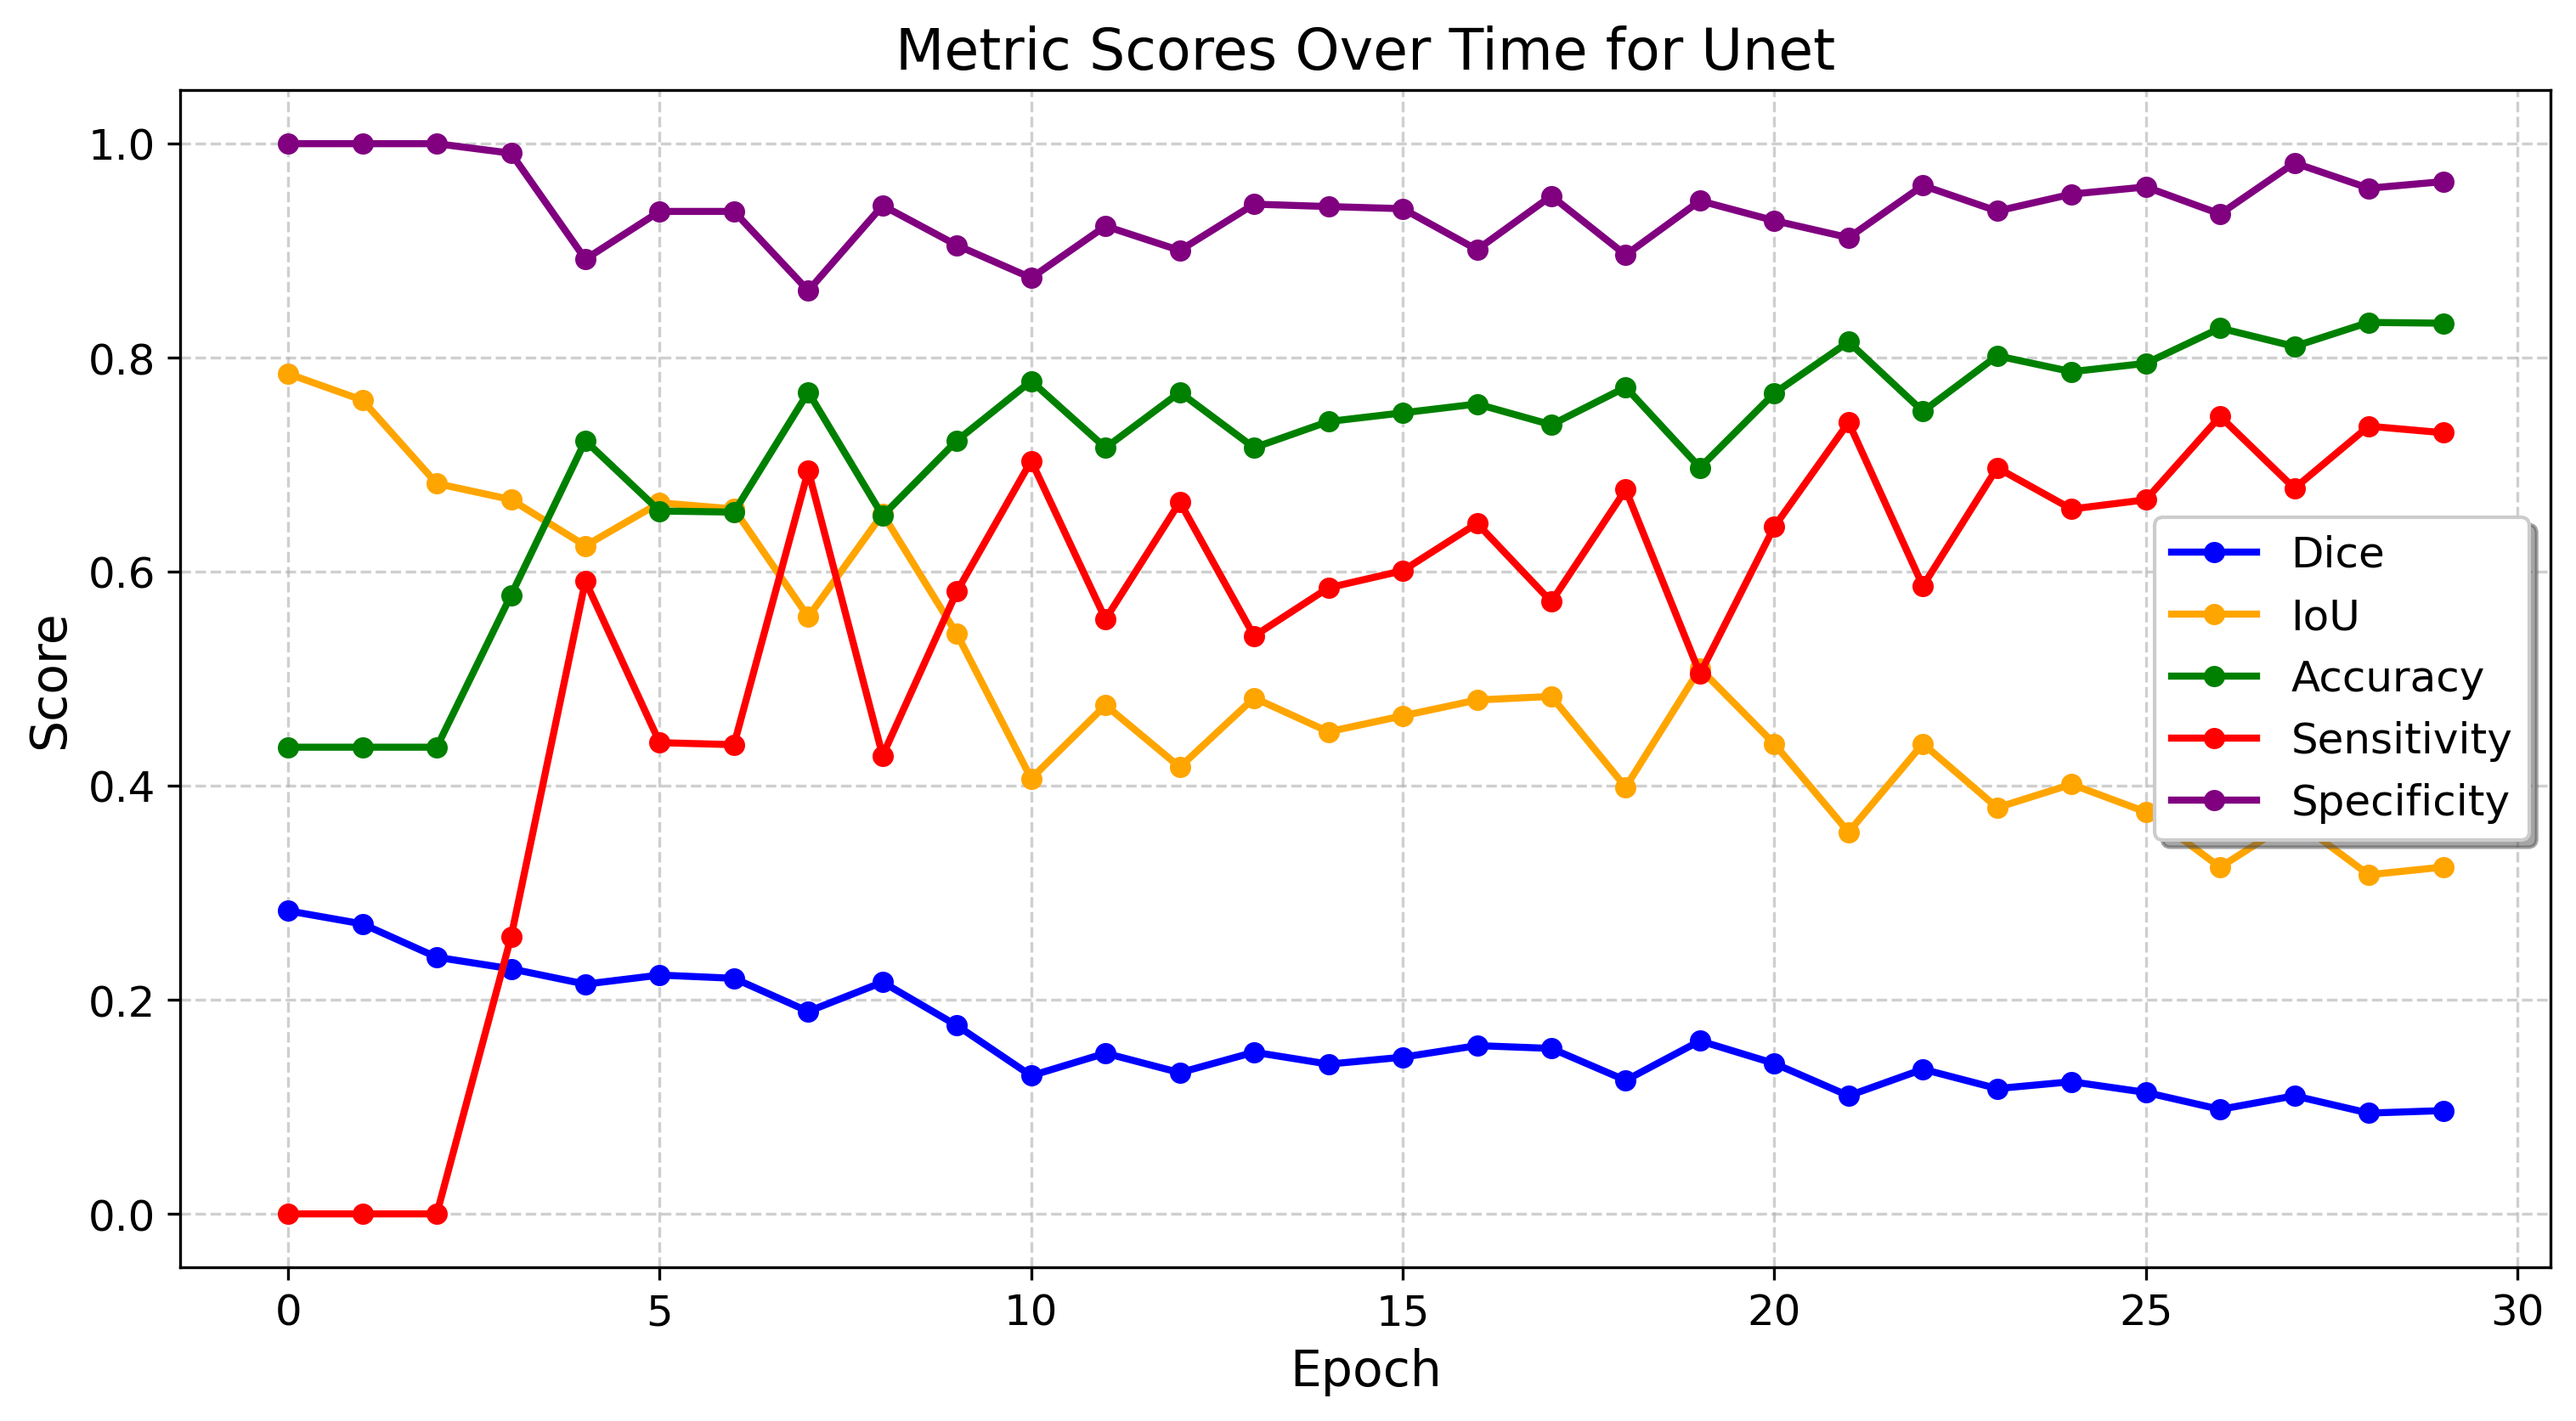 Metric Scores Over Time for Unet
Score
1.0
0.8
0.6
0.4
0.2
0.0
Dice
IoU
Accuracy
Sensitivity
Specificity
0 5 10 15 20 25 30
Epoch